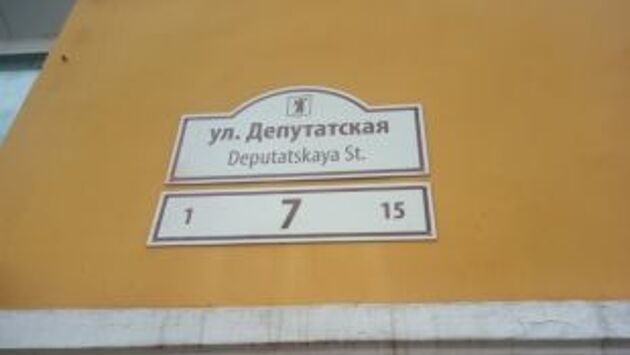 ул. Депутатская
Deputatskaya St.
1 7 15